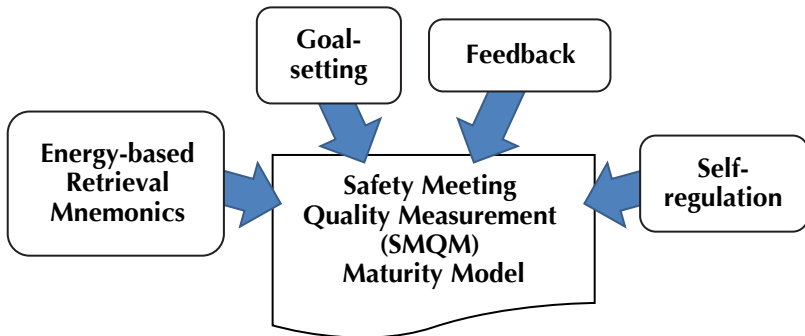 Goal-
setting
Feedback
Energy-based
Retrieval
Mnemonics
Safety Meeting
Quality Measurement
(SMQM)
Maturity Model
Self-
regulation